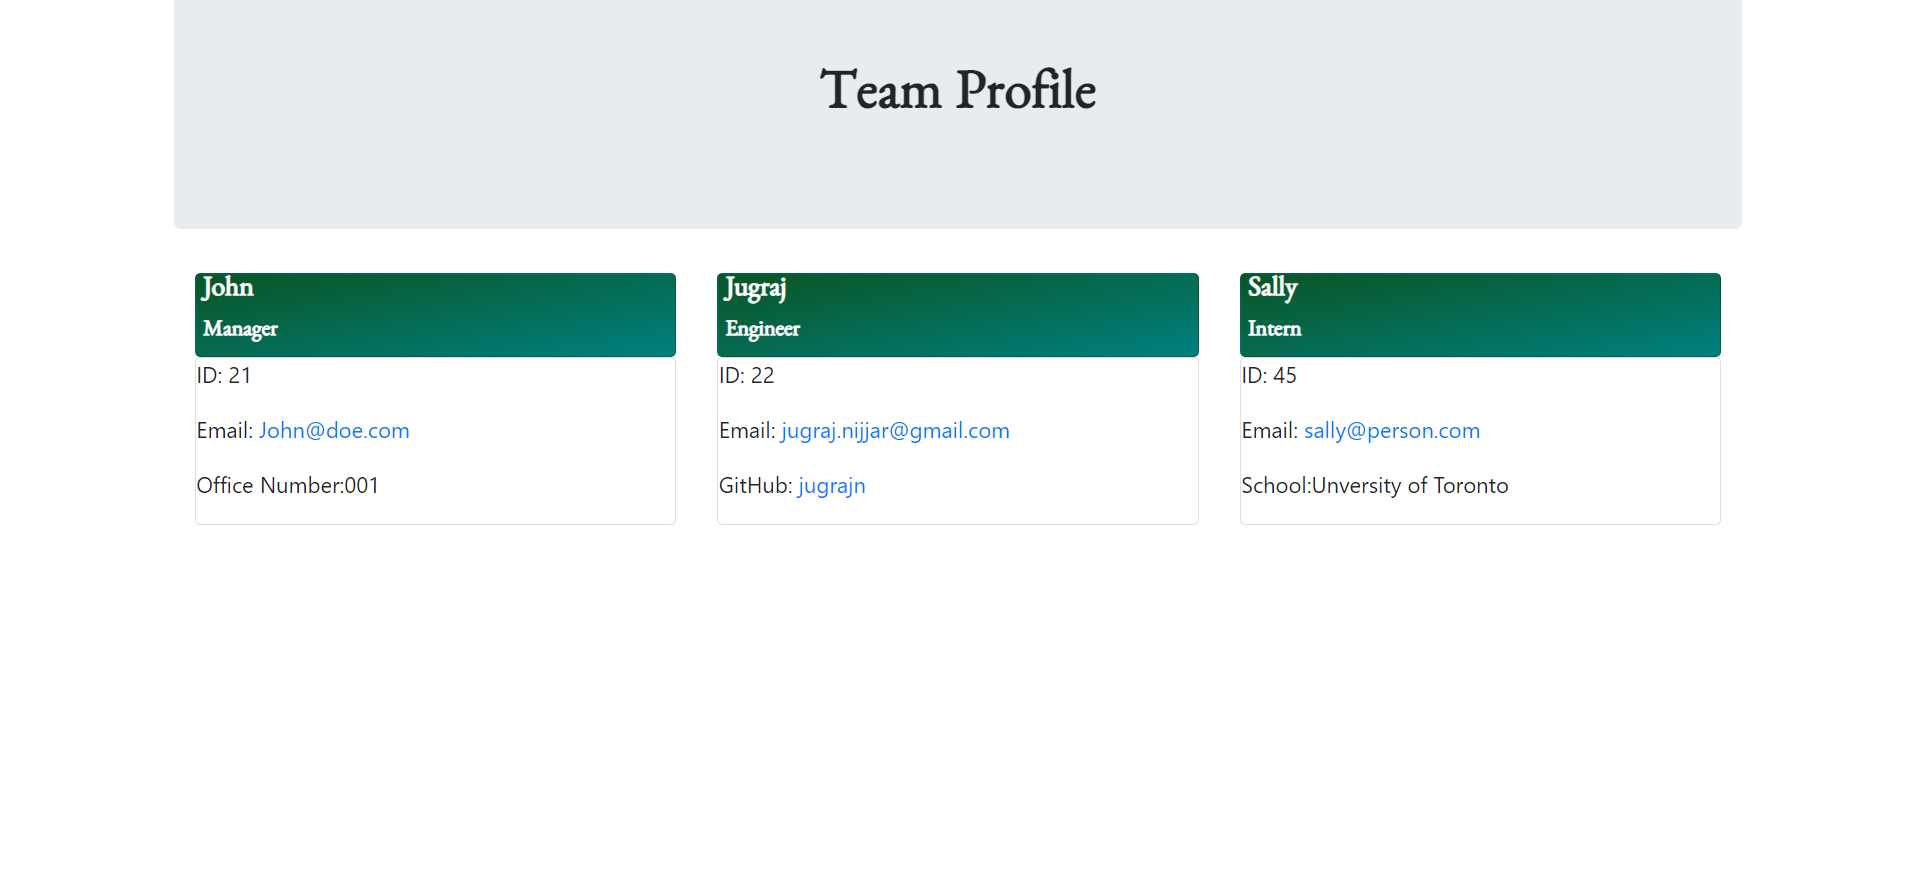 Team Profile
John
Manager
ID: 21
Email: John@doe.com
Office Number:001
Jugraj
Engineer
ID: 22
Email: jugraj.nijjar@gmail.com
GitHub: jugrajn
Sally
Intern
ID: 45
Email: sally@person.com
School:Unversity of Toronto